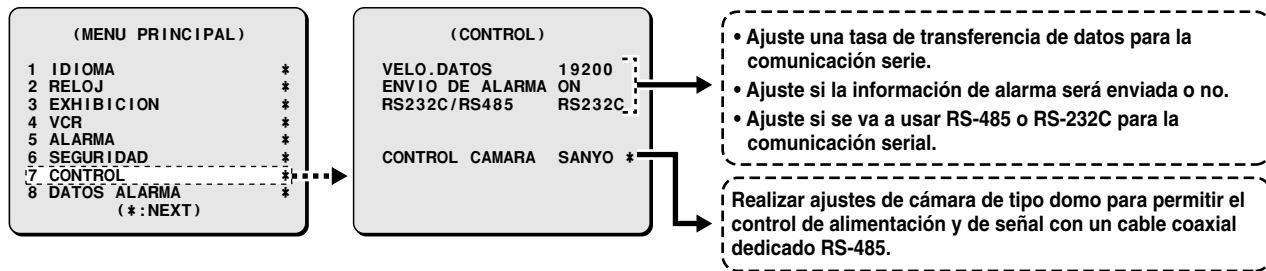 (MENU PRINCIPAL)
1 IDIOMA *
2 RELOJ *
3 EXHIBICION *
4 VCR *
5 ALARMA *
6 SEGURIDAD *
7 CONTROL *
8 DATOS ALARMA *
(*:NEXT)
(CONTROL)
VELO.DATOS 19200
ENVIO DE ALARMA ON
RS232C/RS485 RS232C
CONTROL CAMARA SANYO *
• Ajuste una tasa de transferencia de datos para la
comunicación serie.
• Ajuste si la información de alarma será enviada o no.
• Ajuste si se va a usar RS-485 o RS-232C para la
comunicación serial.
Realizar ajustes de cámara de tipo domo para permitir el
control de alimentación y de señal con un cable coaxial
dedicado RS-485.